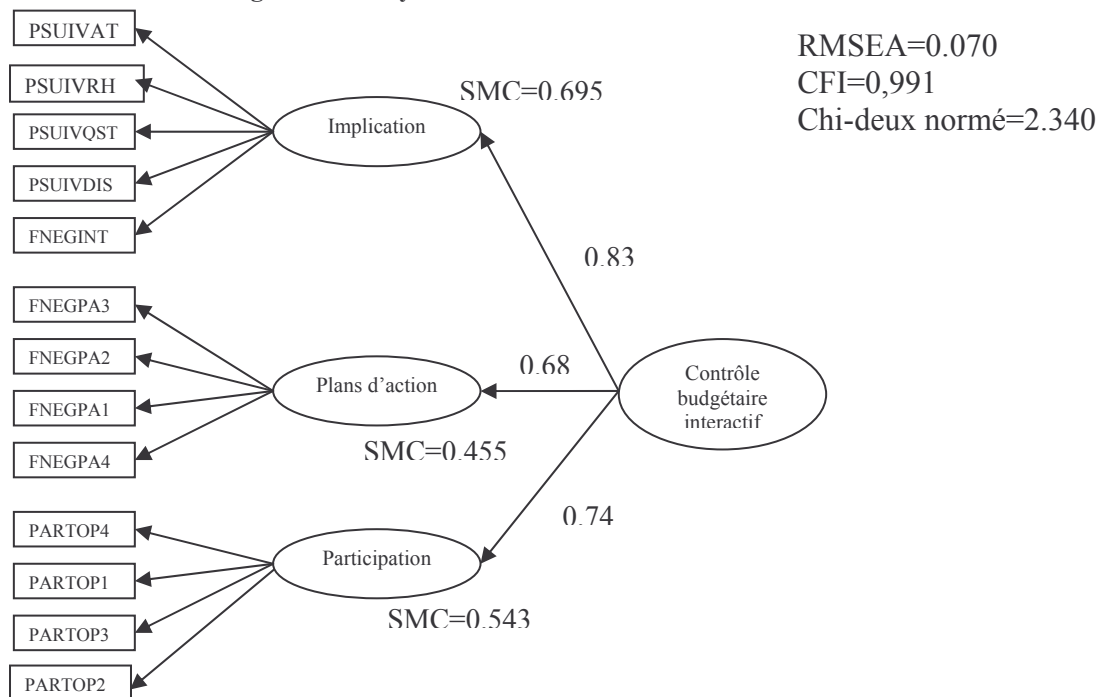 PSUIVAT
PSUIVRH
PSUIVQST
PSUIVDIS
FNEGINT
Implication
SMC=0.695
RMSEA=0.070
CFI=0,991
Chi-deux normé=2.340
0.83
FNEGPA3
FNEGPA2
FNEGPA1
FNEGPA4
Plans d’action
SMC=0.455
0.68
Contrôle
budgétaire
interactif
0.74
PARTOP4
PARTOP1
PARTOP3
PARTOP2
Participation
SMC=0.543